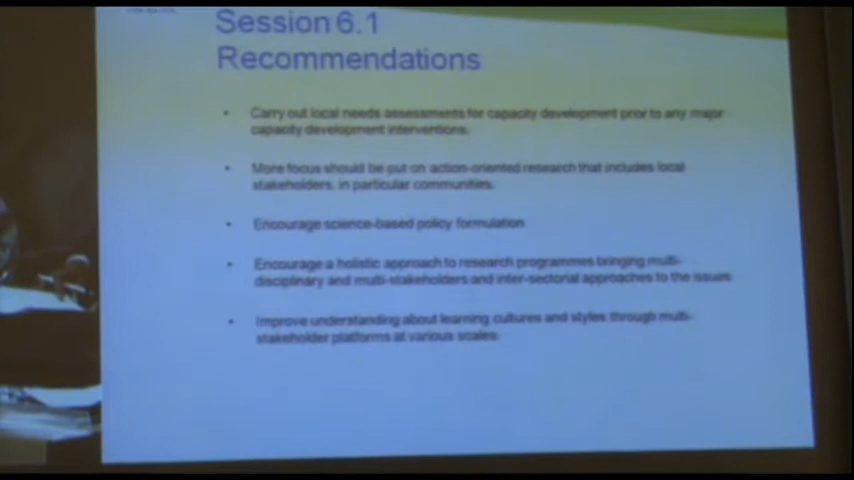 Session 6.1
Recommendations
• Carry out local needs assessments for capacity development prior to any major
capacity development interventions.
• More focus should be put on action-oriented research that includes local
stakeholders, in particular communities.
• Encourage science-based policy formulation
• Encourage a holistic approach to research programmes bringing multi-
disciplinary and multi-stakeholders and inter-sectorial approaches to the issues
• Improve understanding about learning cultures and styles through multi-
stakeholder platforms at various scales.